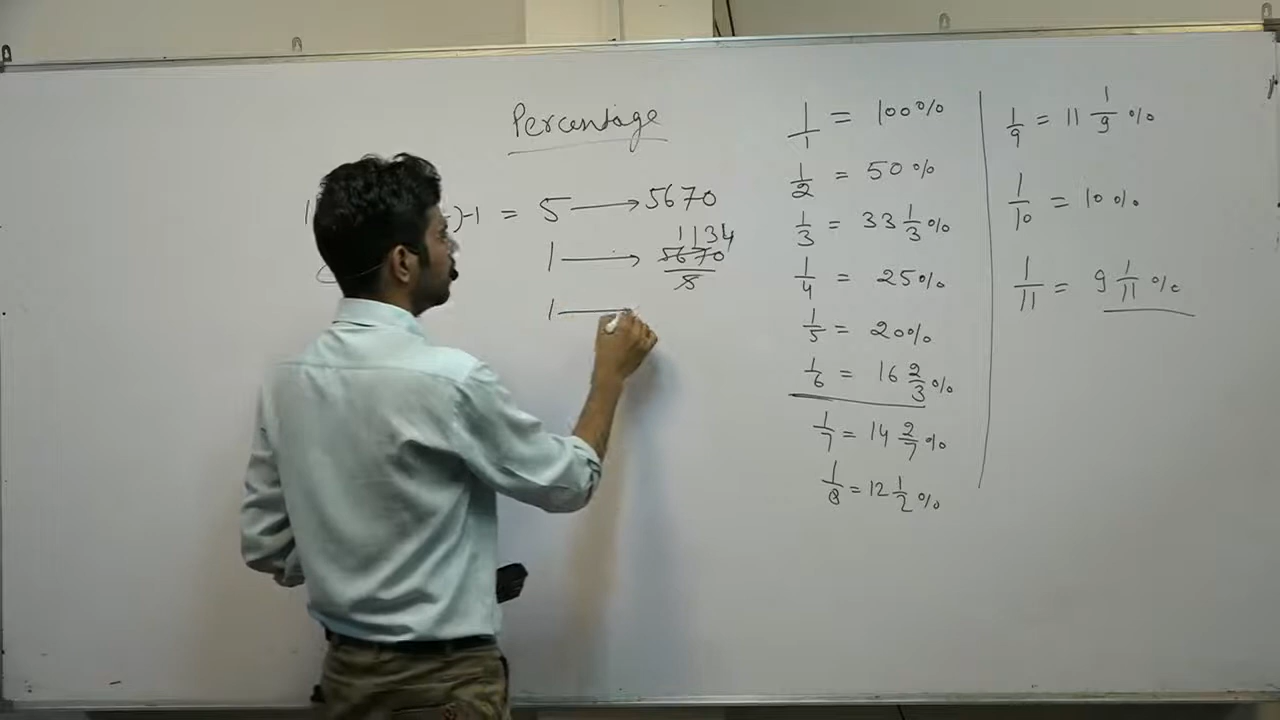 Percentage
)-1 = 5 → 5670
1 → 1134
5670/5
1 →
1/1 = 100%
1/2 = 50%
1/3 = 33 1/3 %
1/4 = 25%
1/5 = 20%
1/6 = 16 2/3 %
1/7 = 14 2/7 %
1/8 = 12 1/2 %
1/9 = 11 1/9 %
1/10 = 10%
1/11 = 9 1/11 %